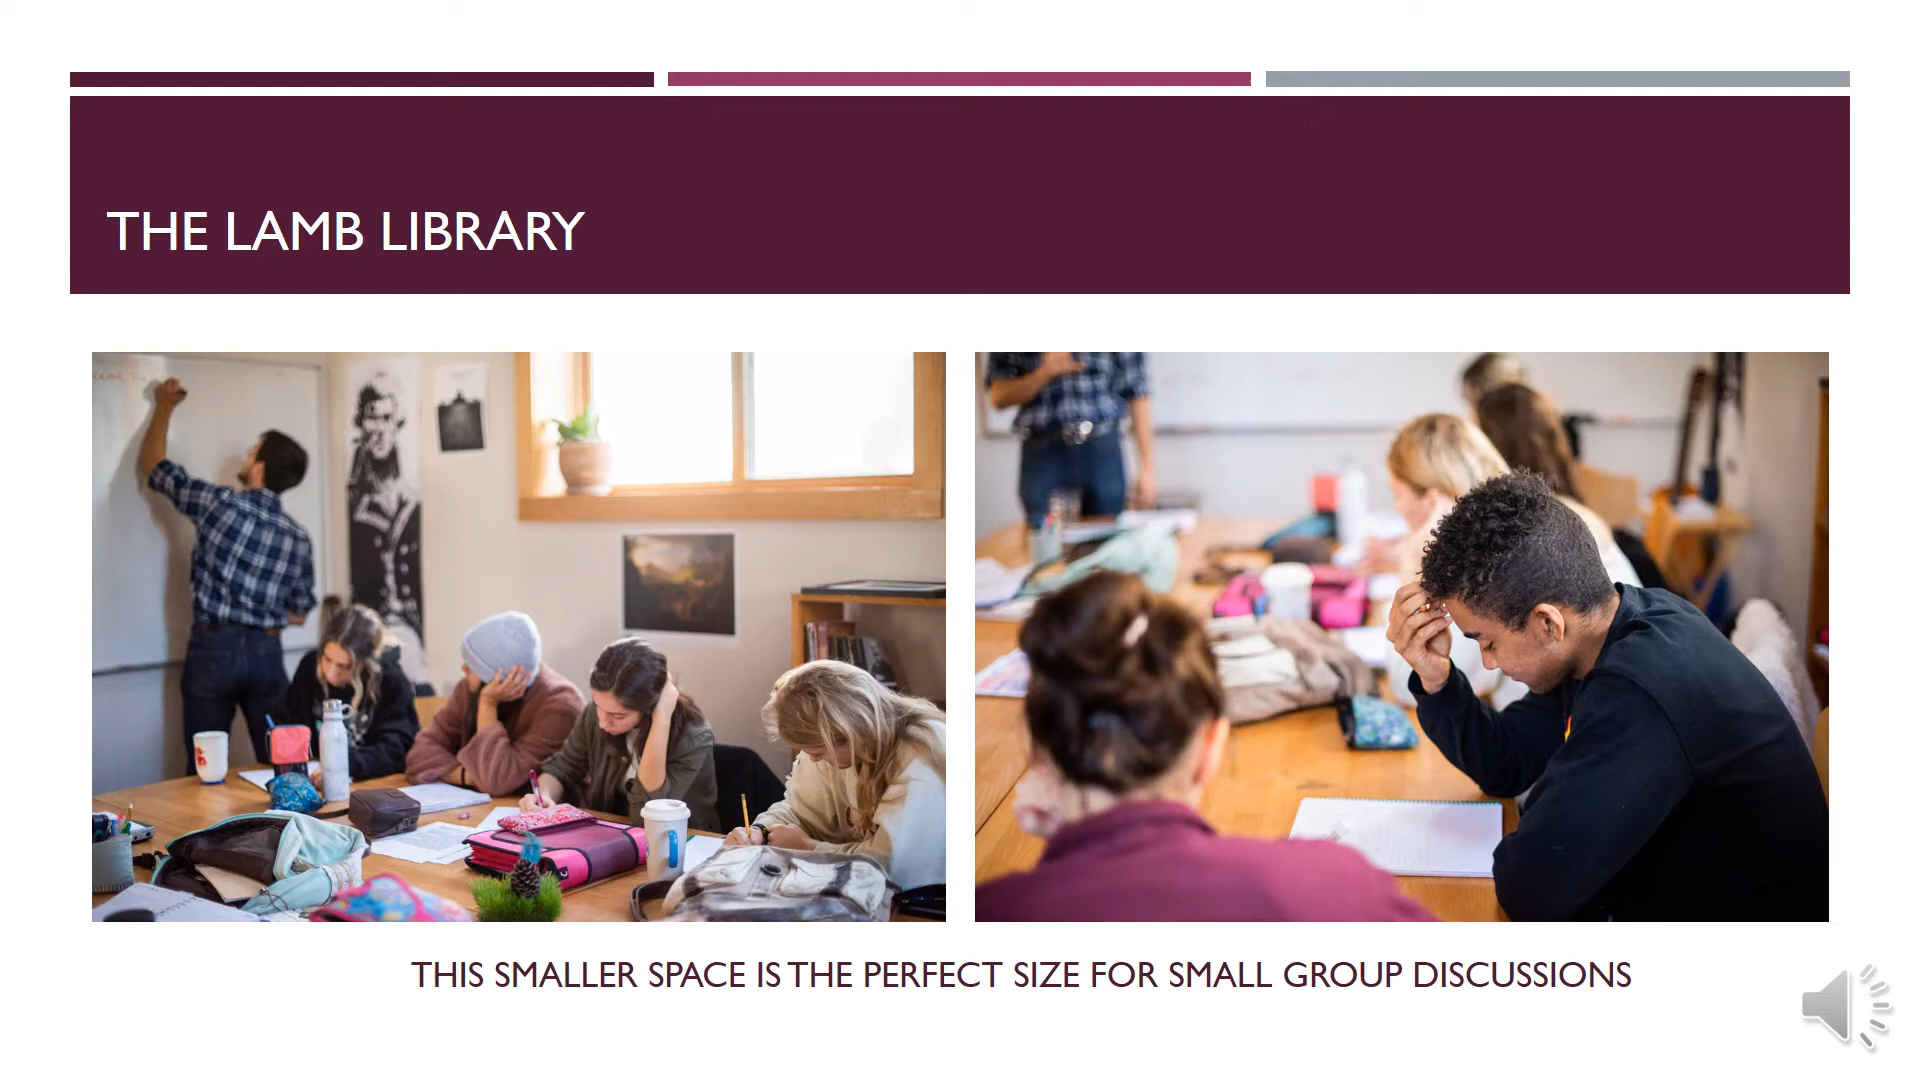 THE LAMB LIBRARY
THIS SMALLER SPACE IS THE PERFECT SIZE FOR SMALL GROUP DISCUSSIONS